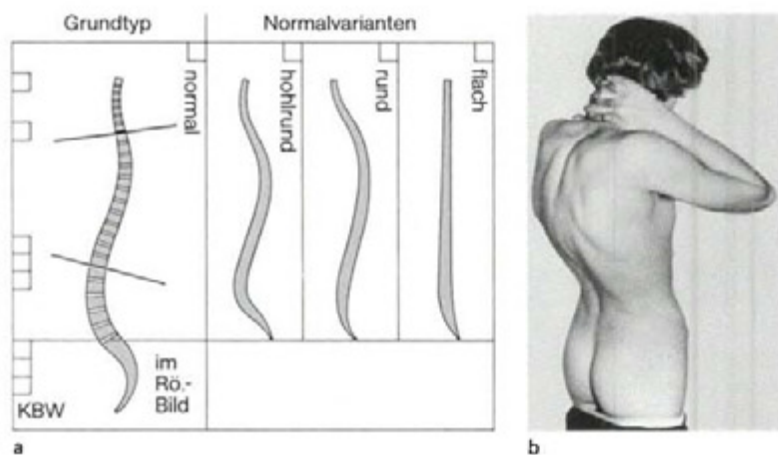 Grundtyp
Normalvarianten
normal
hohlrund
rund
flach
im
Rö.-
Bild
KBW
a
b